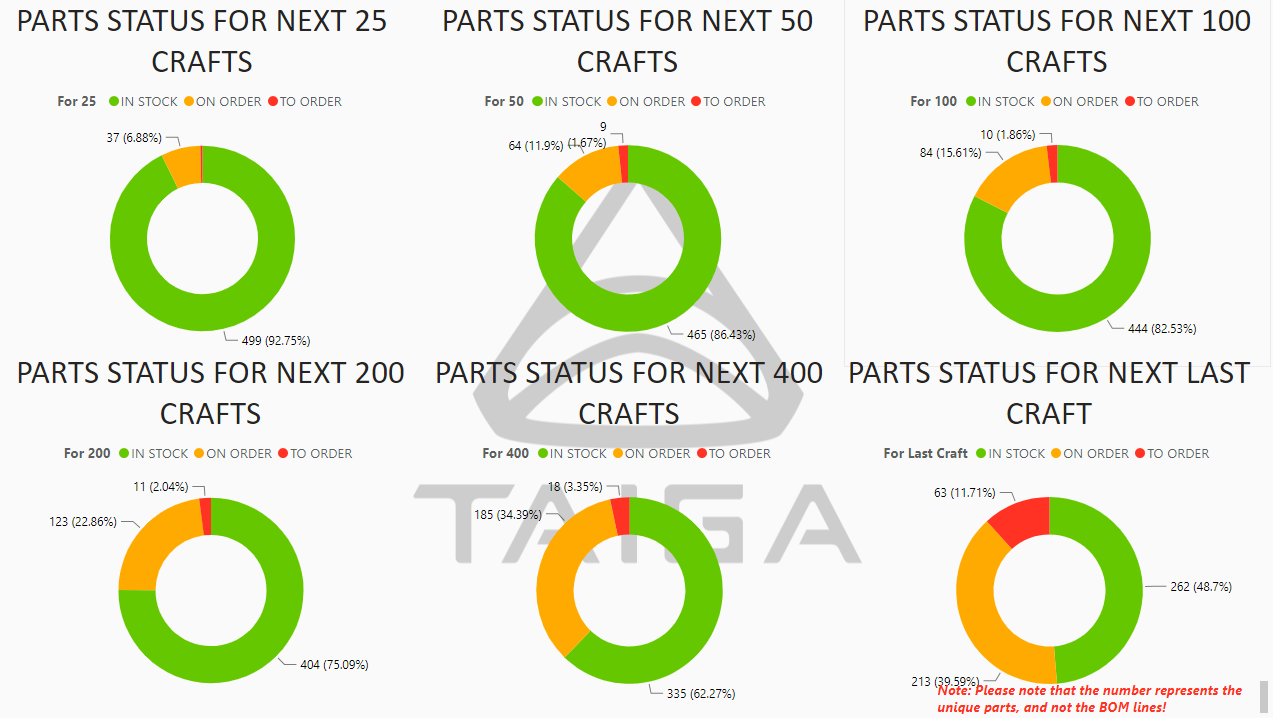 PARTS STATUS FOR NEXT 25
CRAFTS
For 25 IN STOCK ON ORDER TO ORDER
37 (6.88%)
499 (92.75%)
PARTS STATUS FOR NEXT 50
CRAFTS
For 50 IN STOCK ON ORDER TO ORDER
9
(1.67%)
64 (11.9%)
465 (86.43%)
PARTS STATUS FOR NEXT 100
CRAFTS
For 100 IN STOCK ON ORDER TO ORDER
10 (1.86%)
84 (15.61%)
444 (82.53%)
PARTS STATUS FOR NEXT 200
CRAFTS
For 200 IN STOCK ON ORDER TO ORDER
11 (2.04%)
123 (22.86%)
404 (75.09%)
PARTS STATUS FOR NEXT 400
CRAFTS
For 400 IN STOCK ON ORDER TO ORDER
18 (3.35%)
185 (34.39%)
335 (62.27%)
PARTS STATUS FOR NEXT LAST
CRAFT
For Last Craft IN STOCK ON ORDER TO ORDER
63 (11.71%)
262 (48.7%)
213 (39.59%)
Note: Please note that the number represents the
unique parts, and not the BOM lines!
TAIGA